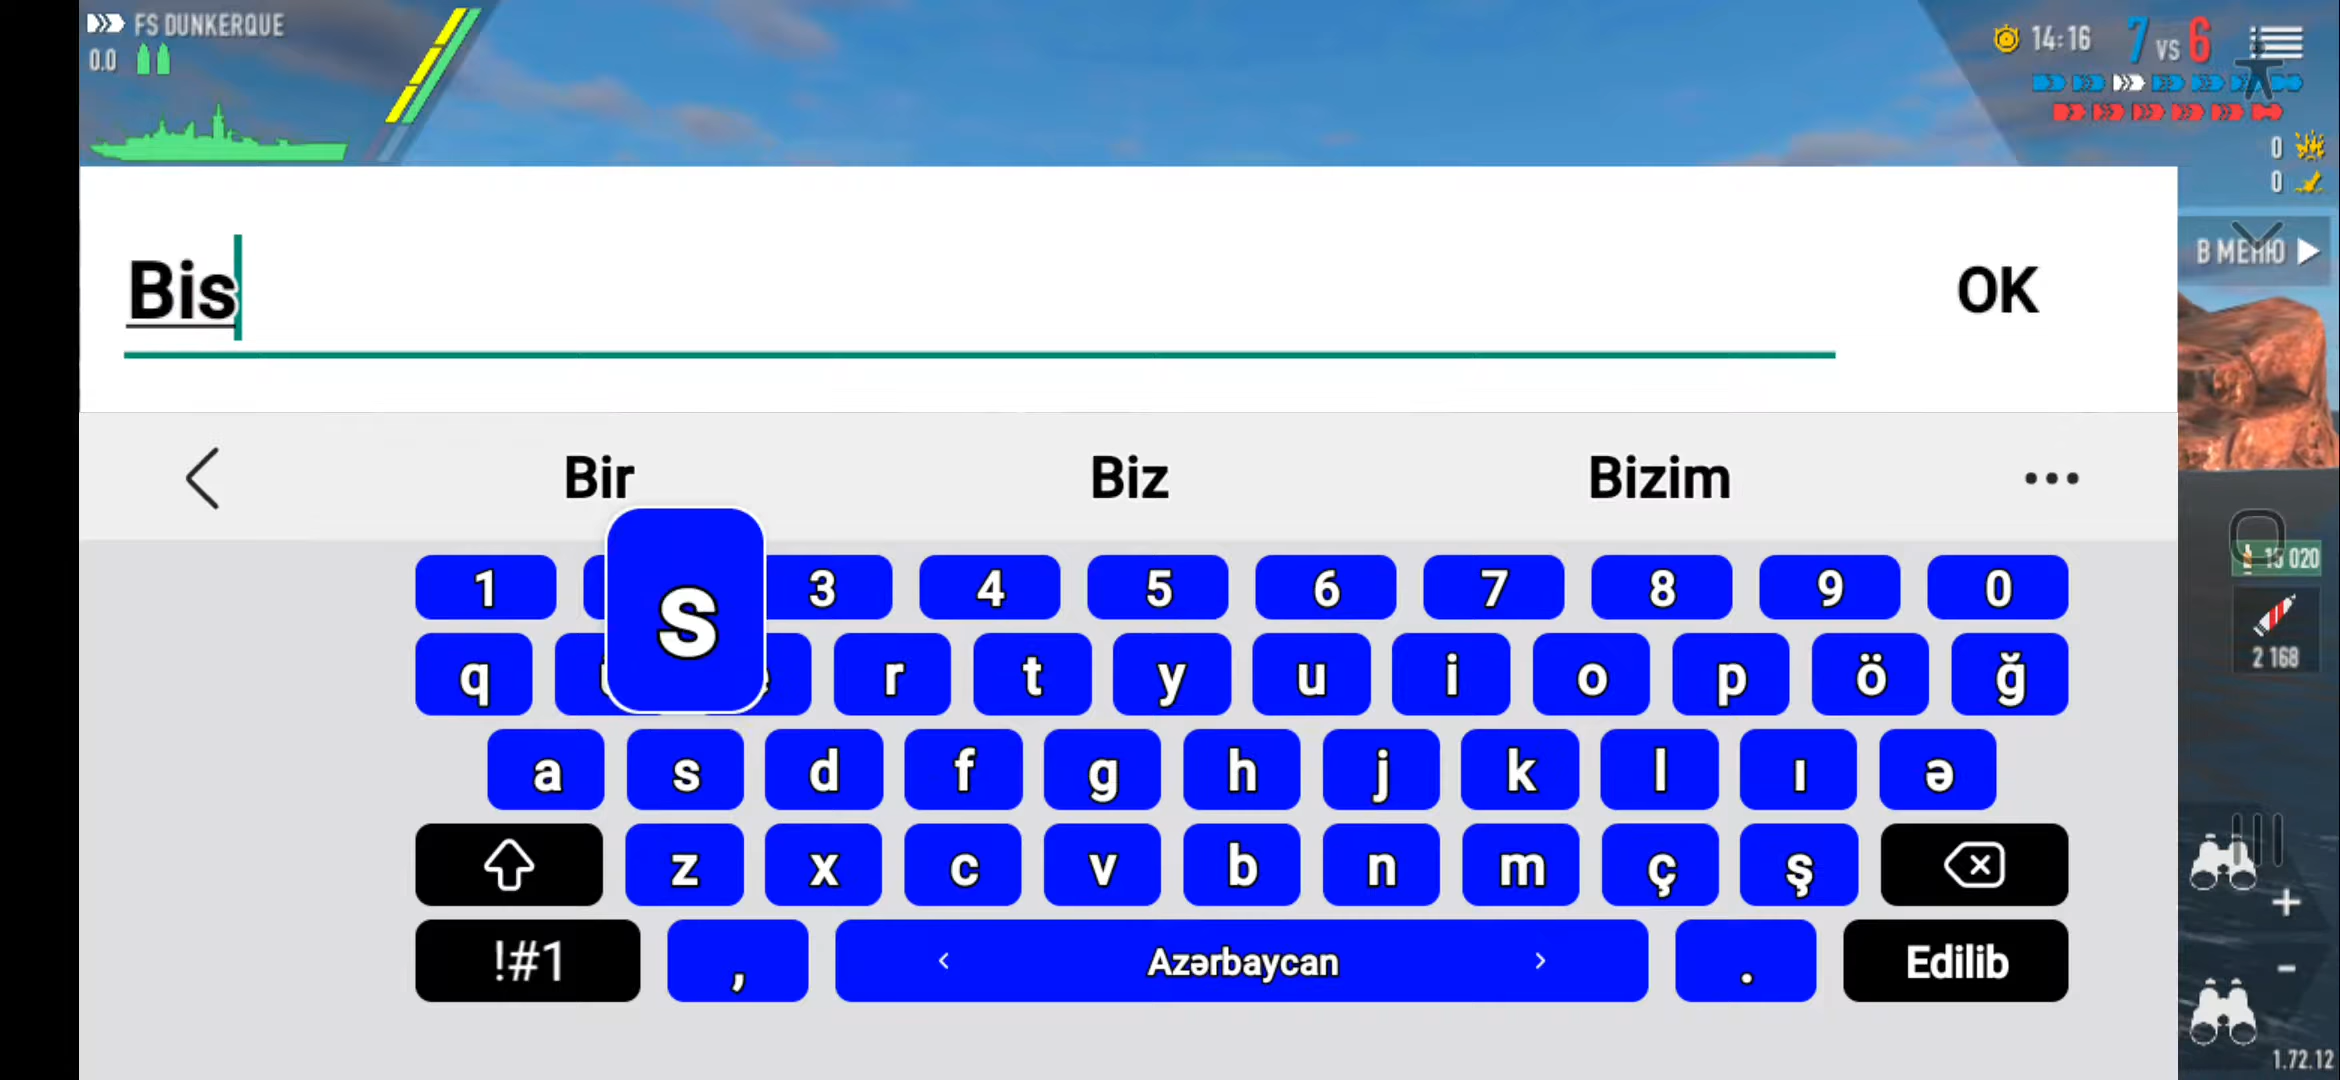 FS DUNKERQUE
0.0
14:16 7 vs 6
0
0
В МЕНЮ
Bis
OK
Bir Biz Bizim
15 020
2 168
S
1 3 4 5 6 7 8 9 0
q r t y u i o p ö ğ
a s d f g h j k l ı ə
z x c v b n m ç ş
!#1 , < Azərbaycan > . Edilib
+
-
1.72.12